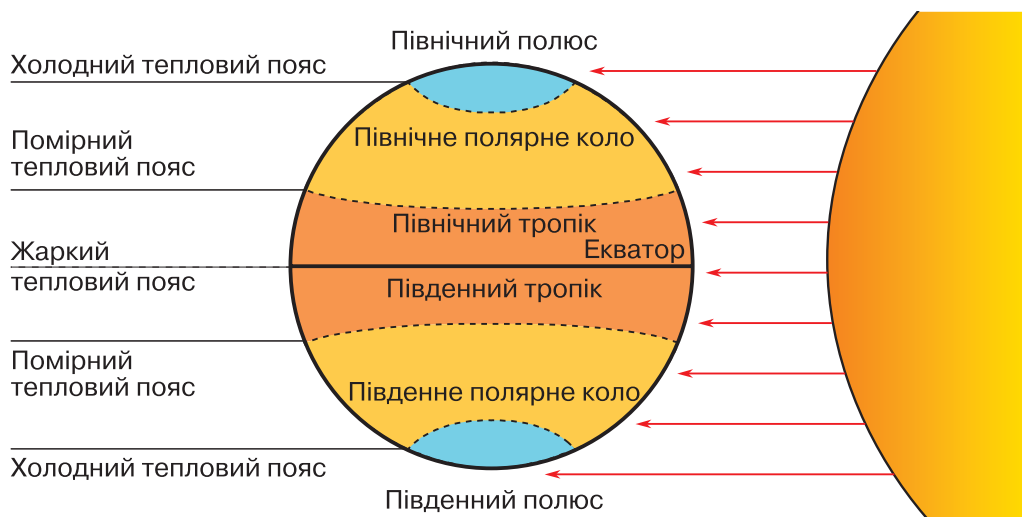 Північний полюс
Холодний тепловий пояс
Північне полярне коло
Помірний
тепловий пояс
Північний тропік
Екватор
Жаркий
тепловий пояс
Південний тропік
Помірний
тепловий пояс
Південне полярне коло
Холодний тепловий пояс
Південний полюс